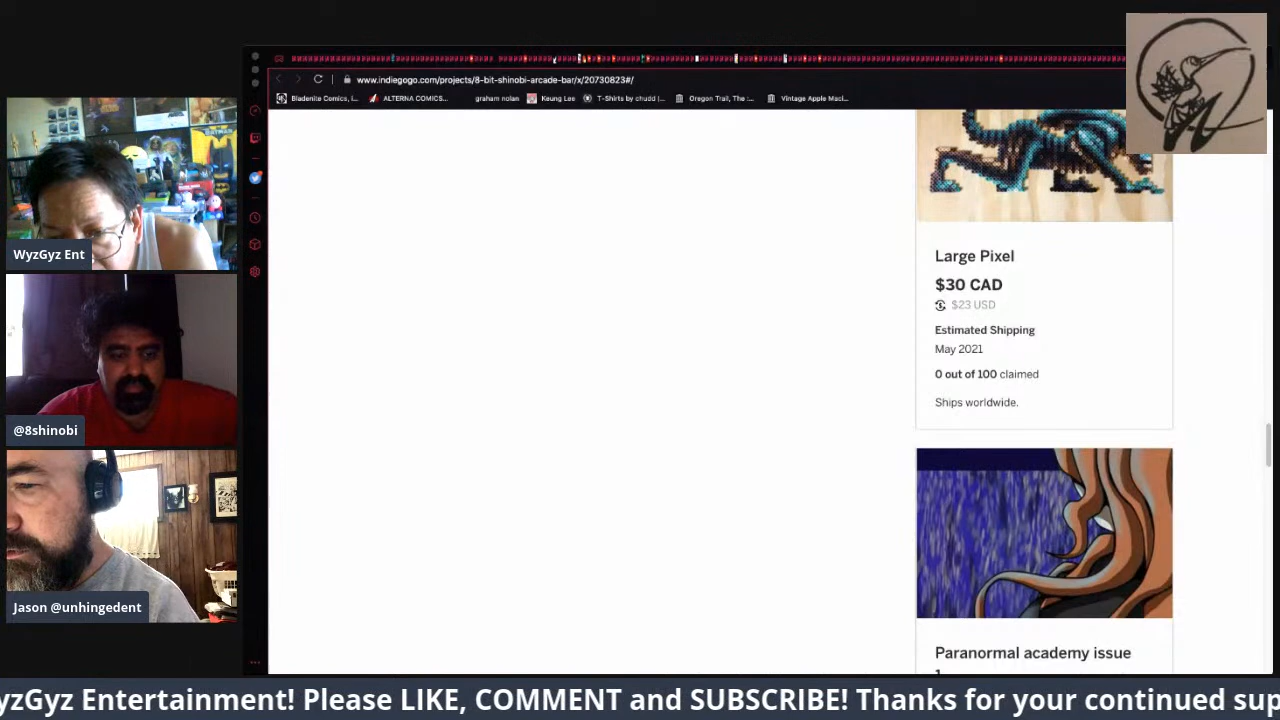 www.indiegogo.com/projects/8-bit-shinobi-arcade-bar/x/20730823#/
Bladenite Comics, i...
ALTERNA COMICS...
graham nolan
Keung Lee
T-Shirts by chudd |...
Oregon Trail, The :...
Vintage Apple Maci...
WyzGyz Ent
@8shinobi
Jason @unhingedent
Large Pixel
$30 CAD
$23 USD
Estimated Shipping
May 2021
0 out of 100 claimed
Ships worldwide.
Paranormal academy issue
yzGyz Entertainment! Please LIKE, COMMENT and SUBSCRIBE! Thanks for your continued sup